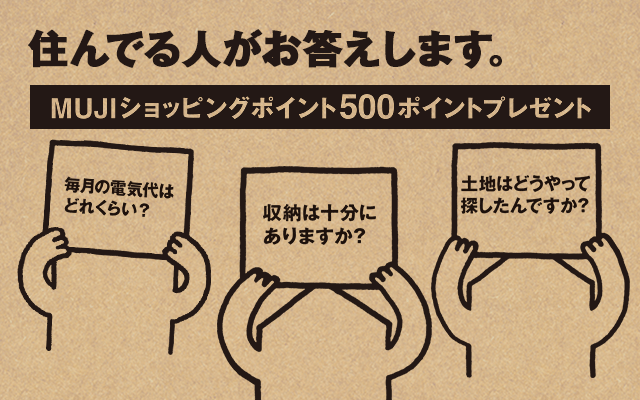 住んでる人がお答えします。
MUJIショッピングポイント500ポイントプレゼント
毎月の電気代は
どれくらい？
収納は十分に
ありますか？
土地はどうやって
探したんですか？